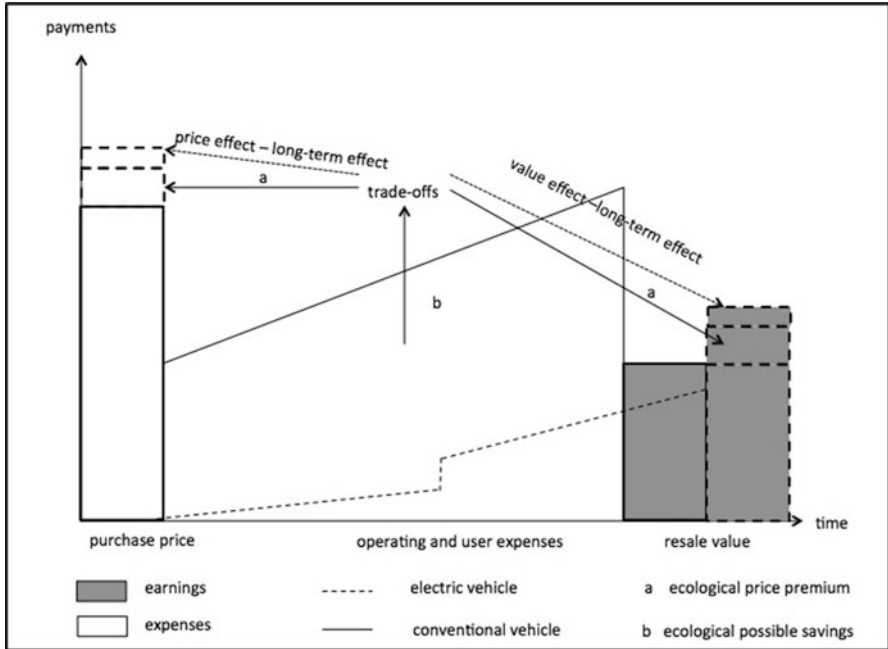 payments
price effect – long-term effect
value effect –long-term effect
a
trade-offs
a
b
time
purchase price
operating and user expenses
resale value
earnings
electric vehicle
a ecological price premium
expenses
conventional vehicle
b ecological possible savings